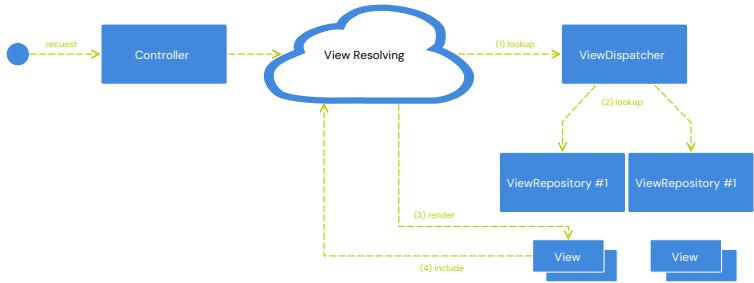 request
Controller
View Resolving
(1) lookup
ViewDispatcher
(2) lookup
ViewRepository #1
ViewRepository #1
(3) render
View
View
(4) include